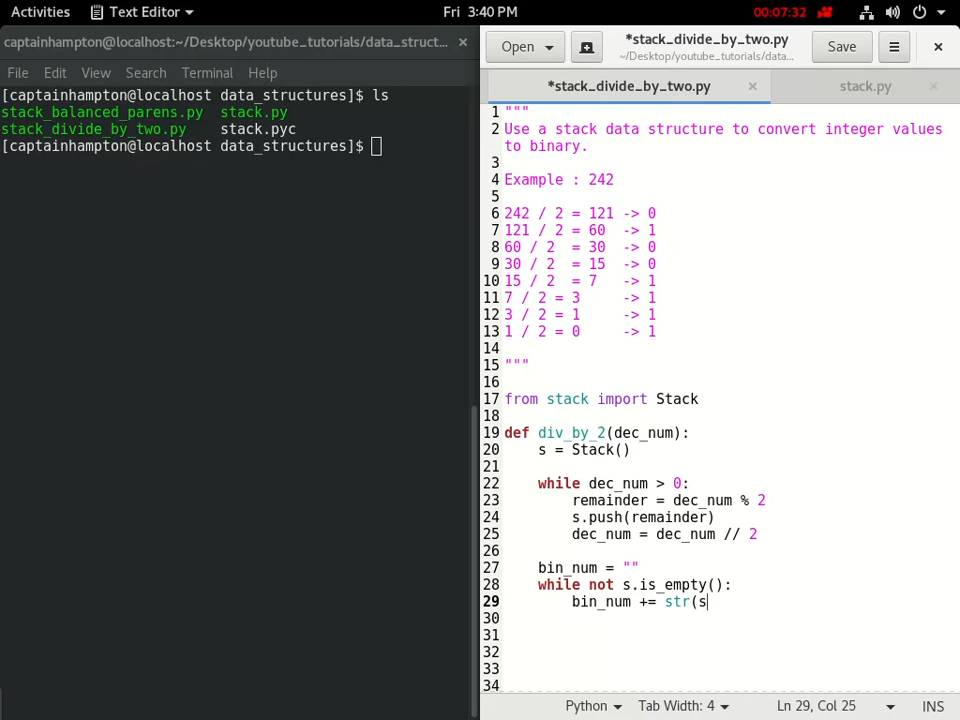 Activities Text Editor Fri 3:40 PM 00:07:32
captainhampton@localhost:~/Desktop/youtube_tutorials/data_struct...
File Edit View Search Terminal Help
[captainhampton@localhost data_structures]$ ls
stack_balanced_parens.py stack.py
stack_divide_by_two.py stack.pyc
[captainhampton@localhost data_structures]$
Open *stack_divide_by_two.py Save
~/Desktop/youtube_tutorials/data...
*stack_divide_by_two.py stack.py
1 """
2 Use a stack data structure to convert integer values
to binary.
3
4 Example : 242
5
6 242 / 2 = 121 -> 0
7 121 / 2 = 60 -> 1
8 60 / 2 = 30 -> 0
9 30 / 2 = 15 -> 0
10 15 / 2 = 7 -> 1
11 7 / 2 = 3 -> 1
12 3 / 2 = 1 -> 1
13 1 / 2 = 0 -> 1
14
15 """
16
17 from stack import Stack
18
19 def div_by_2(dec_num):
20 s = Stack()
21
22 while dec_num > 0:
23 remainder = dec_num % 2
24 s.push(remainder)
25 dec_num = dec_num // 2
26
27 bin_num = ""
28 while not s.is_empty():
29 bin_num += str(s
30
31
32
33
34
Python Tab Width: 4 Ln 29, Col 25 INS